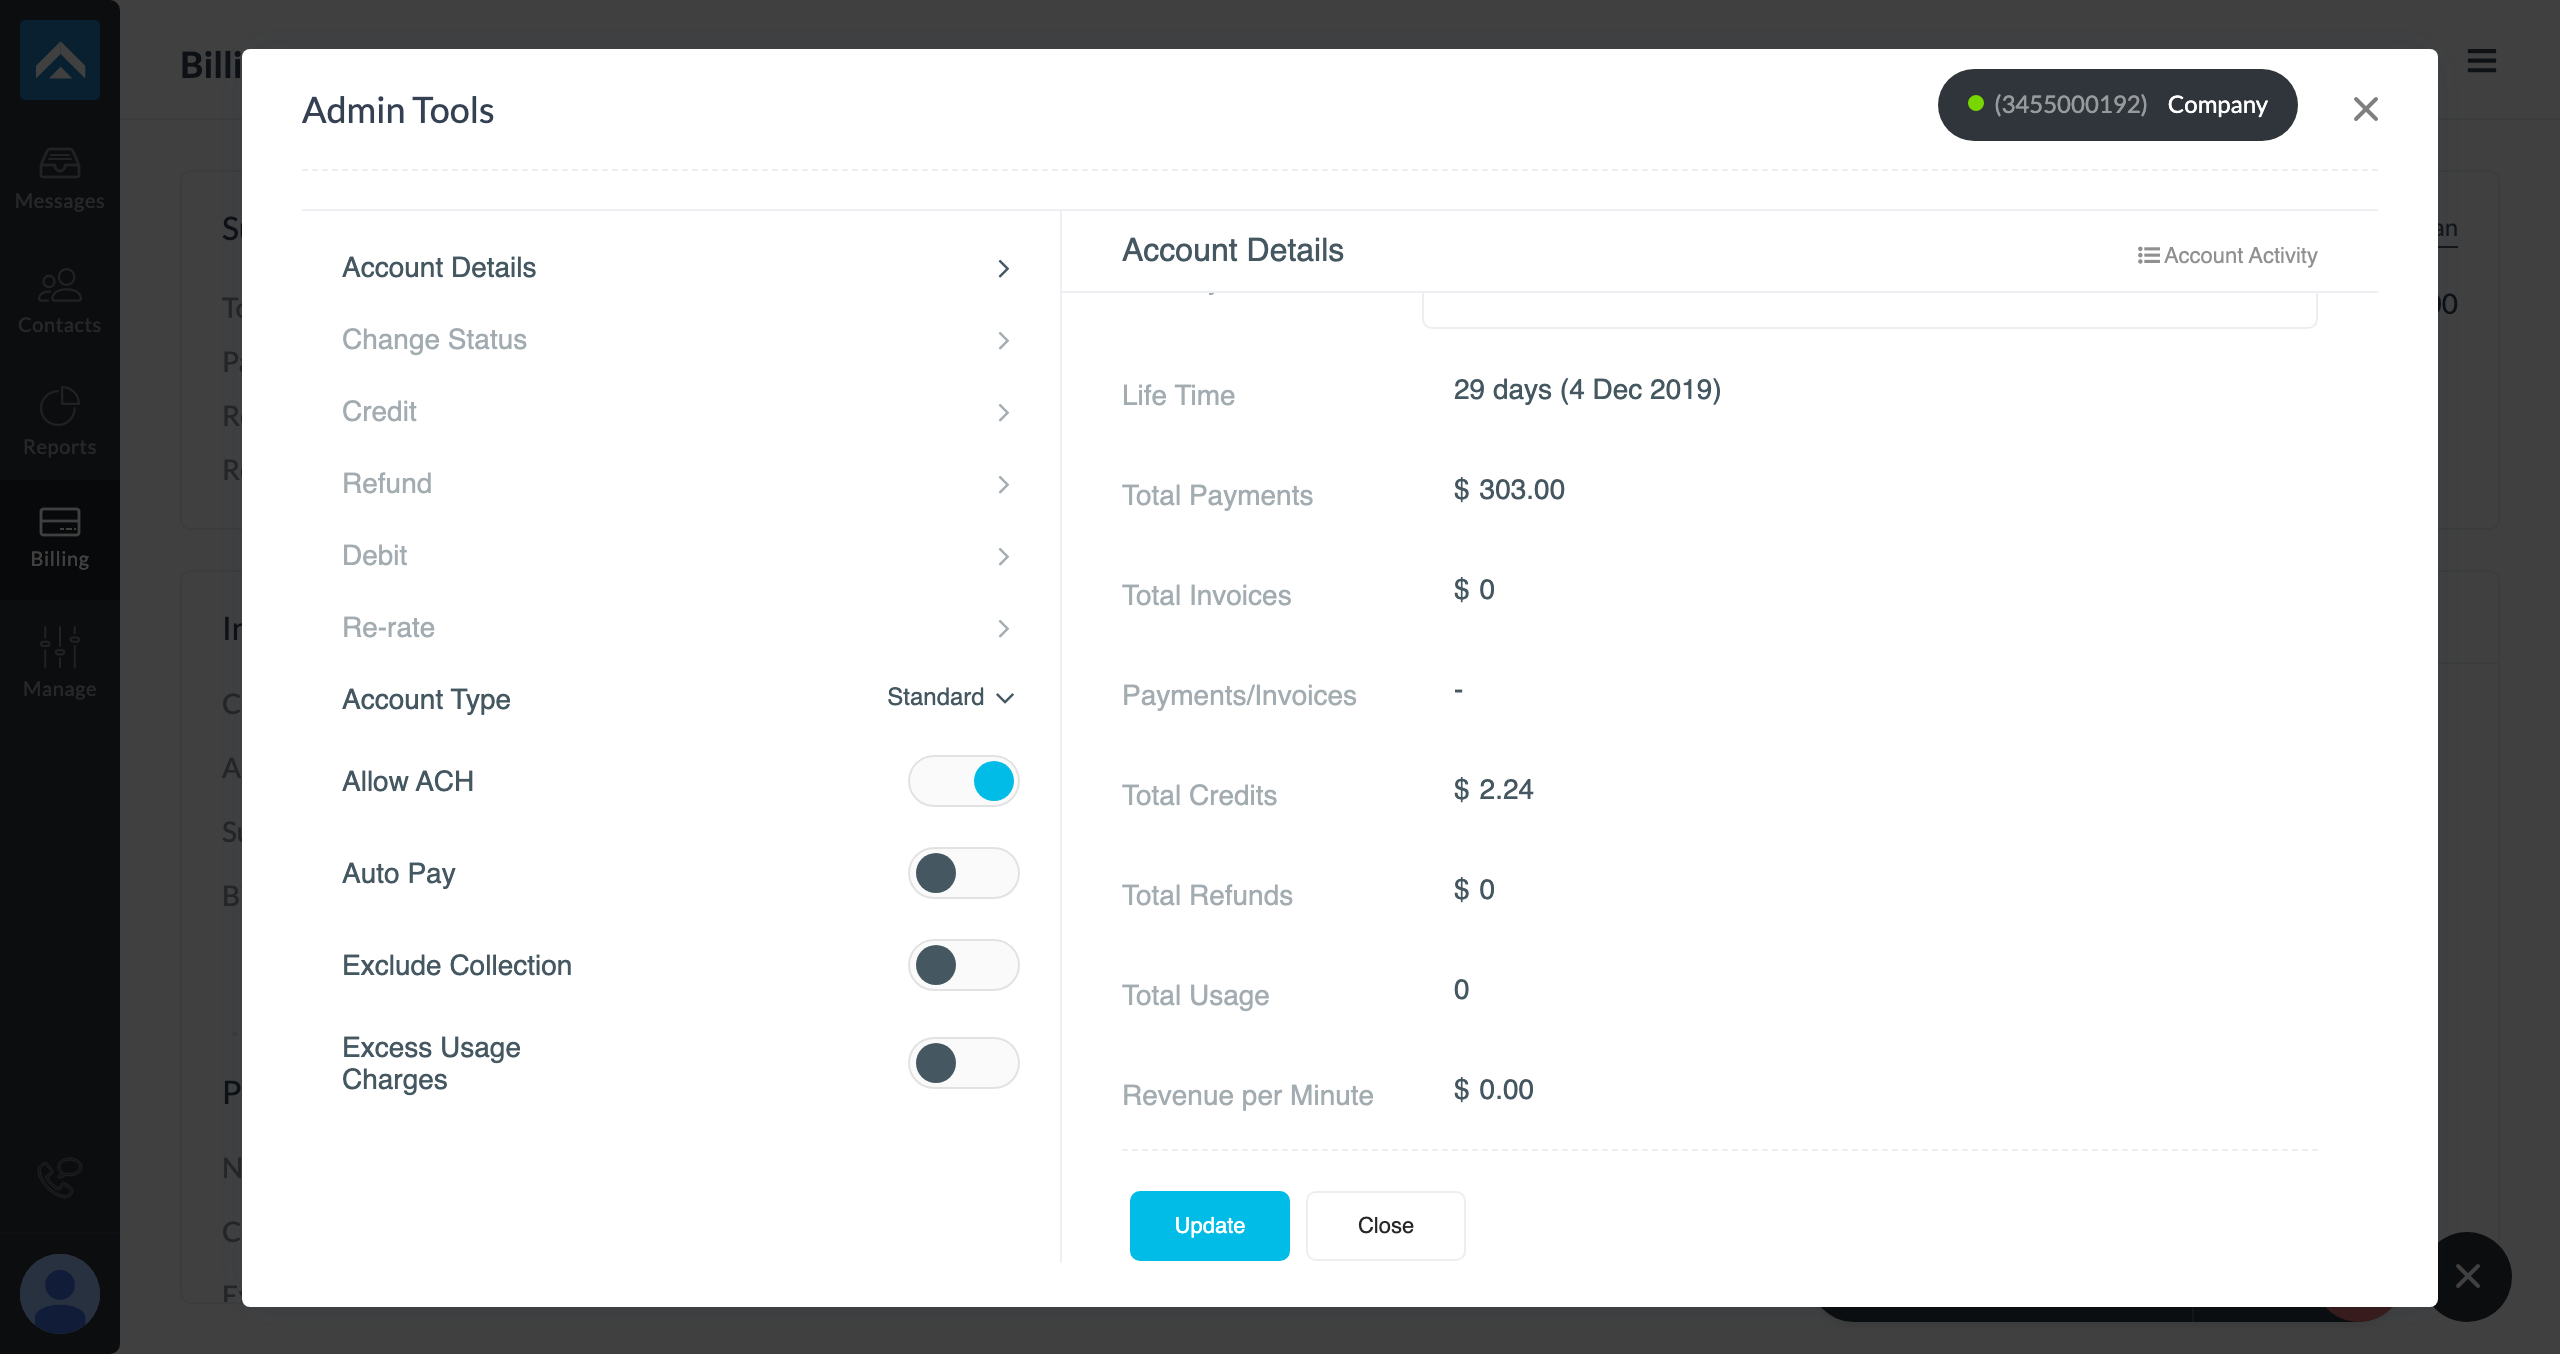 Messages
Contacts
Reports
Billing
Manage
Admin Tools
(3455000192) Company
Account Details
Change Status
Credit
Refund
Debit
Re-rate
Account Type Standard
Allow ACH
Auto Pay
Exclude Collection
Excess Usage
Charges
Account Details
Account Activity
Life Time 29 days (4 Dec 2019)
Total Payments $ 303.00
Total Invoices $ 0
Payments/Invoices -
Total Credits $ 2.24
Total Refunds $ 0
Total Usage 0
Revenue per Minute $ 0.00
Update Close